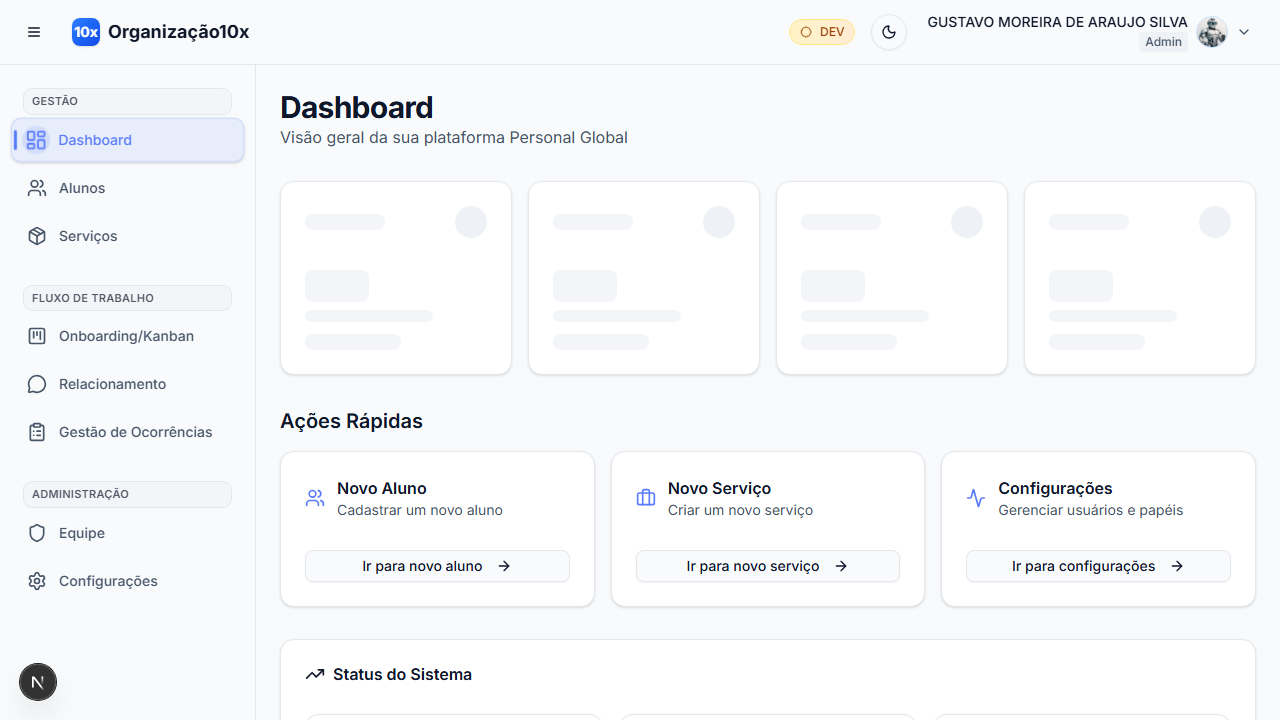 10x Organização10x
DEV
GUSTAVO MOREIRA DE ARAUJO SILVA
Admin
GESTÃO
Dashboard
Alunos
Serviços
FLUXO DE TRABALHO
Onboarding/Kanban
Relacionamento
Gestão de Ocorrências
ADMINISTRAÇÃO
Equipe
Configurações
N
Dashboard
Visão geral da sua plataforma Personal Global
Ações Rápidas
Novo Aluno
Cadastrar um novo aluno
Ir para novo aluno
Novo Serviço
Criar um novo serviço
Ir para novo serviço
Configurações
Gerenciar usuários e papéis
Ir para configurações
Status do Sistema